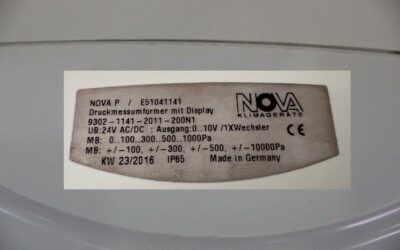 NOVA P / E51041141
Druckmessumformer mit Display
9302-1141-2011-200N1
UB:24V AC/DC : Ausgang:0..10V /1XWechsler
MB: 0..100..300..500..1000Pa
MB: +/-100, +/-300, +/-500, +/-10000Pa
KW 23/2016 IP65 Made in Germany
NOVA
KLIMAGERÄTE
CE